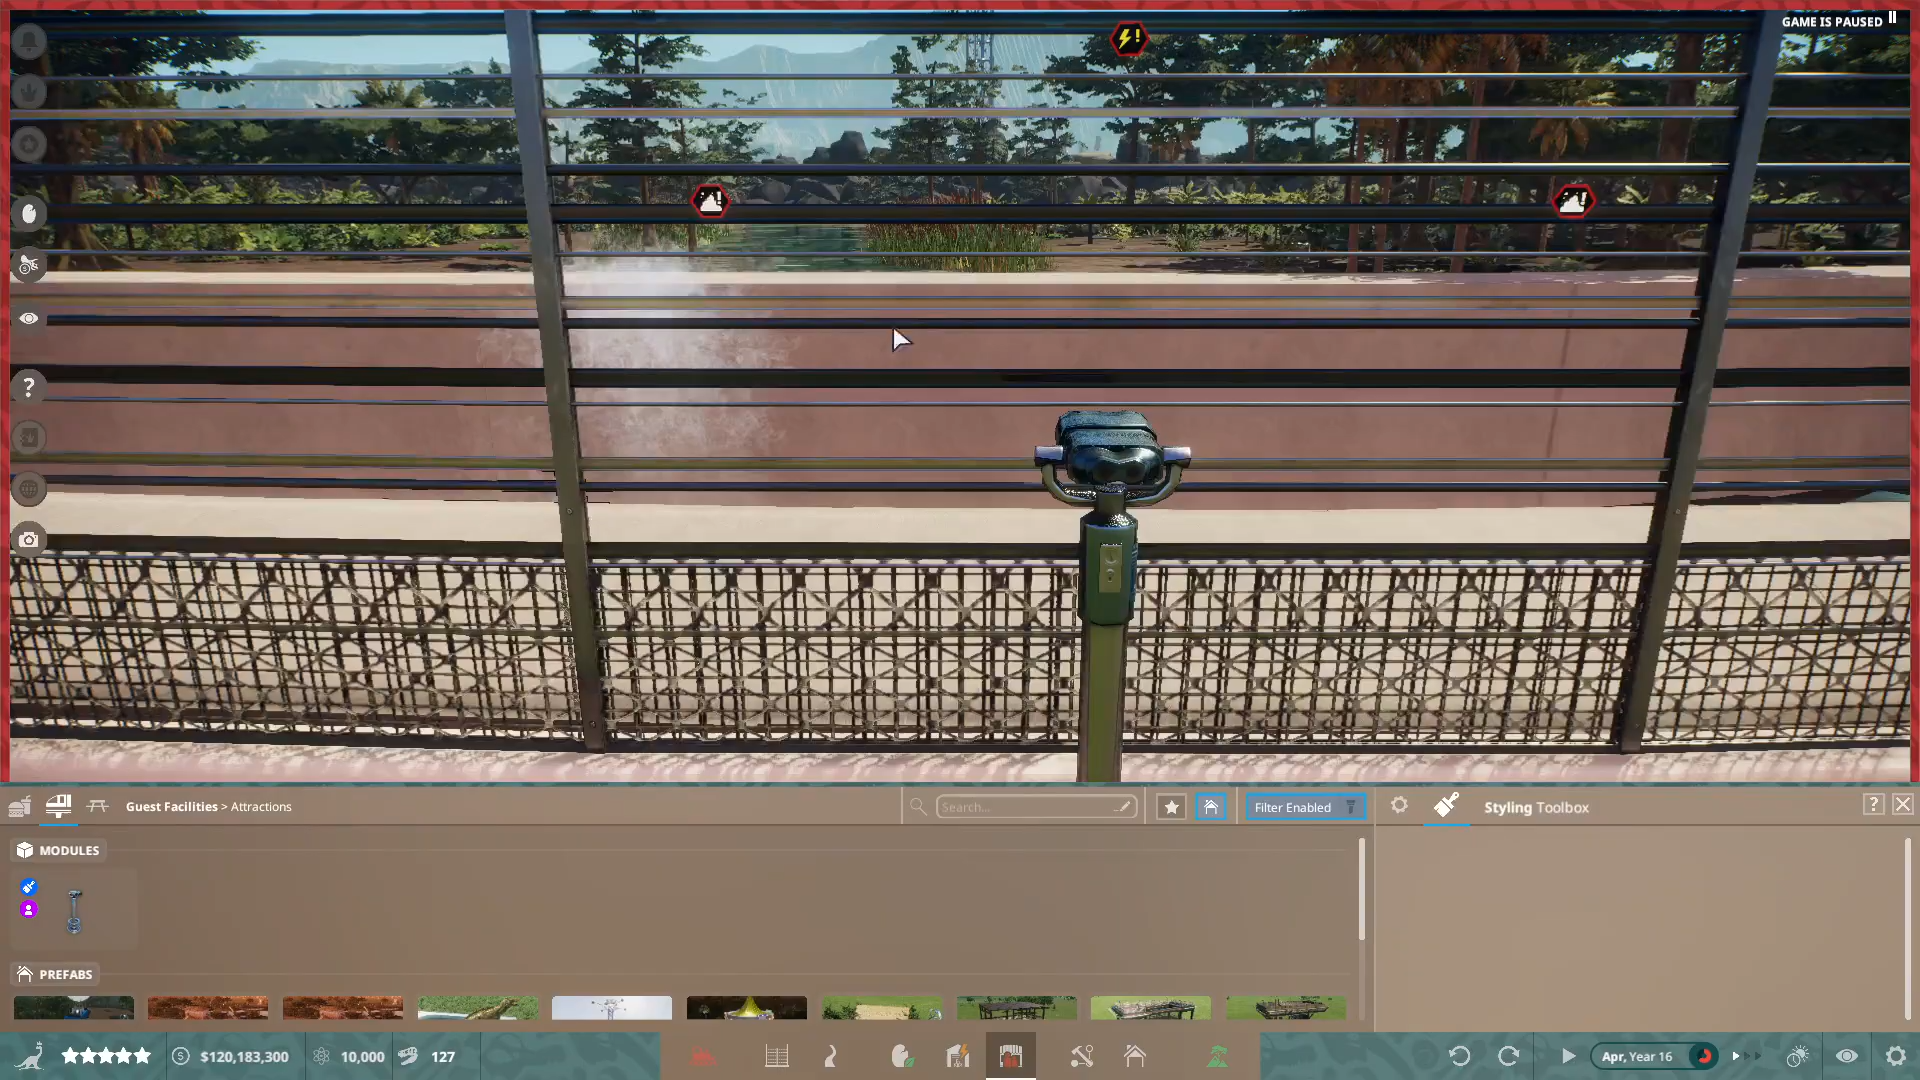 GAME IS PAUSED
Guest Facilities > Attractions
Search...
Filter Enabled
Styling Toolbox
?
MODULES
PREFABS
$120,183,300
10,000
127
Apr, Year 16